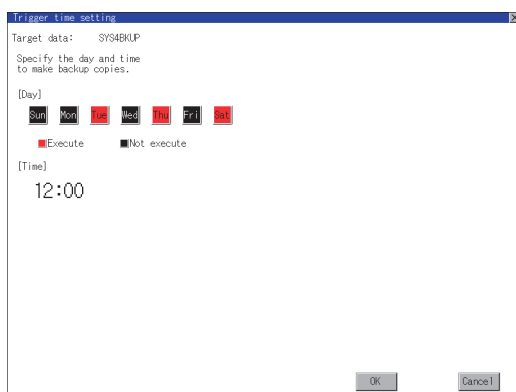 Trigger time setting
Target data: SYS4BKUP
Specify the day and time
to make backup copies.
[Day]
Sun Mon Tue Wed Thu Fri Sat
Execute Not execute
[Time]
12:00
OK Cancel